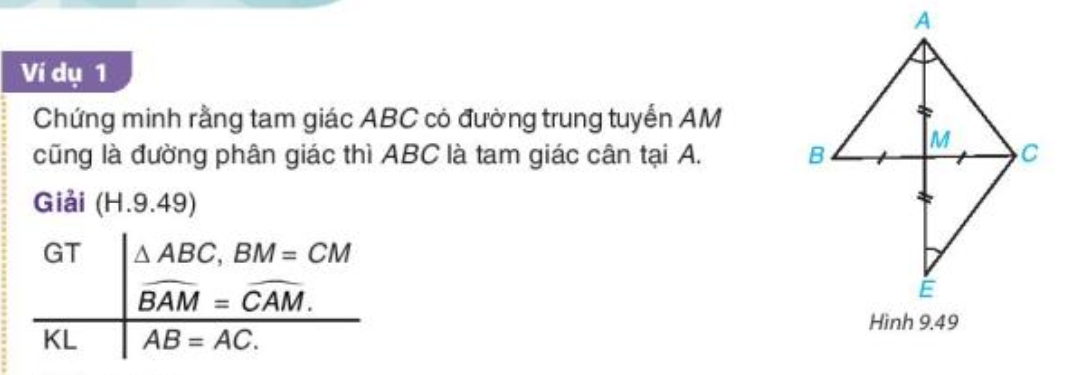 Ví dụ 1
Chứng minh rằng tam giác ABC có đường trung tuyến AM
cũng là đường phân giác thì ABC là tam giác cân tại A.
Giải (H.9.49)
GT Δ ABC, BM = CM
BAM = CAM.
KL AB = AC.
A
M
B
C
E
Hình 9.49